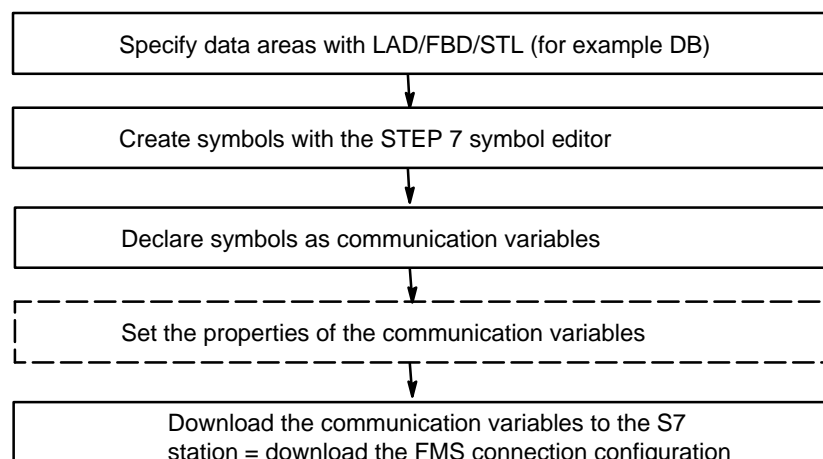 Specify data areas with LAD/FBD/STL (for example DB)
Create symbols with the STEP 7 symbol editor
Declare symbols as communication variables
Set the properties of the communication variables
Download the communication variables to the S7
station = download the FMS connection configuration